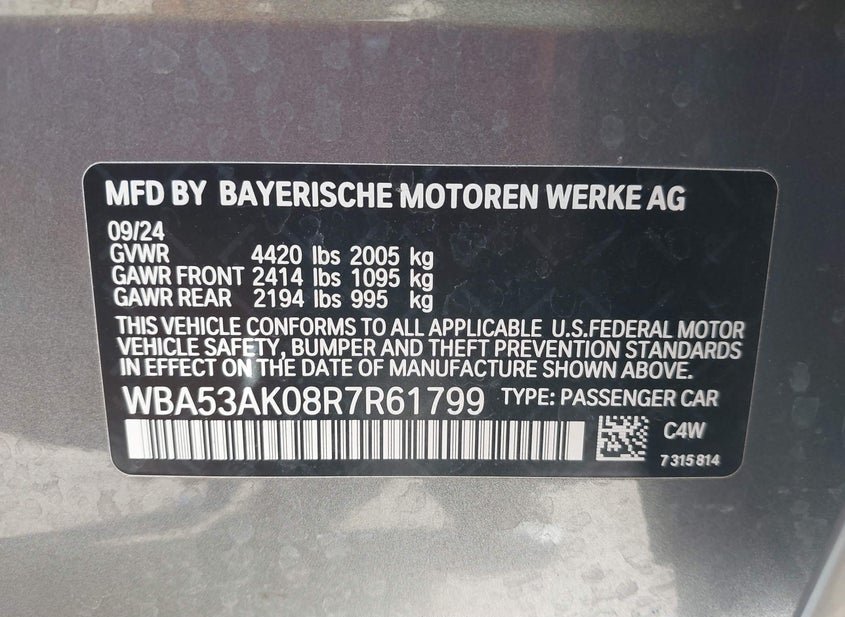 MFD BY BAYERISCHE MOTOREN WERKE AG
09/24
GVWR 4420 lbs 2005 kg
GAWR FRONT 2414 lbs 1095 kg
GAWR REAR 2194 lbs 995 kg
THIS VEHICLE CONFORMS TO ALL APPLICABLE U.S.FEDERAL MOTOR
VEHICLE SAFETY, BUMPER AND THEFT PREVENTION STANDARDS
IN EFFECT ON THE DATE OF MANUFACTURE SHOWN ABOVE.
WBA53AK08R7R61799 TYPE: PASSENGER CAR
C4W
7 315 814